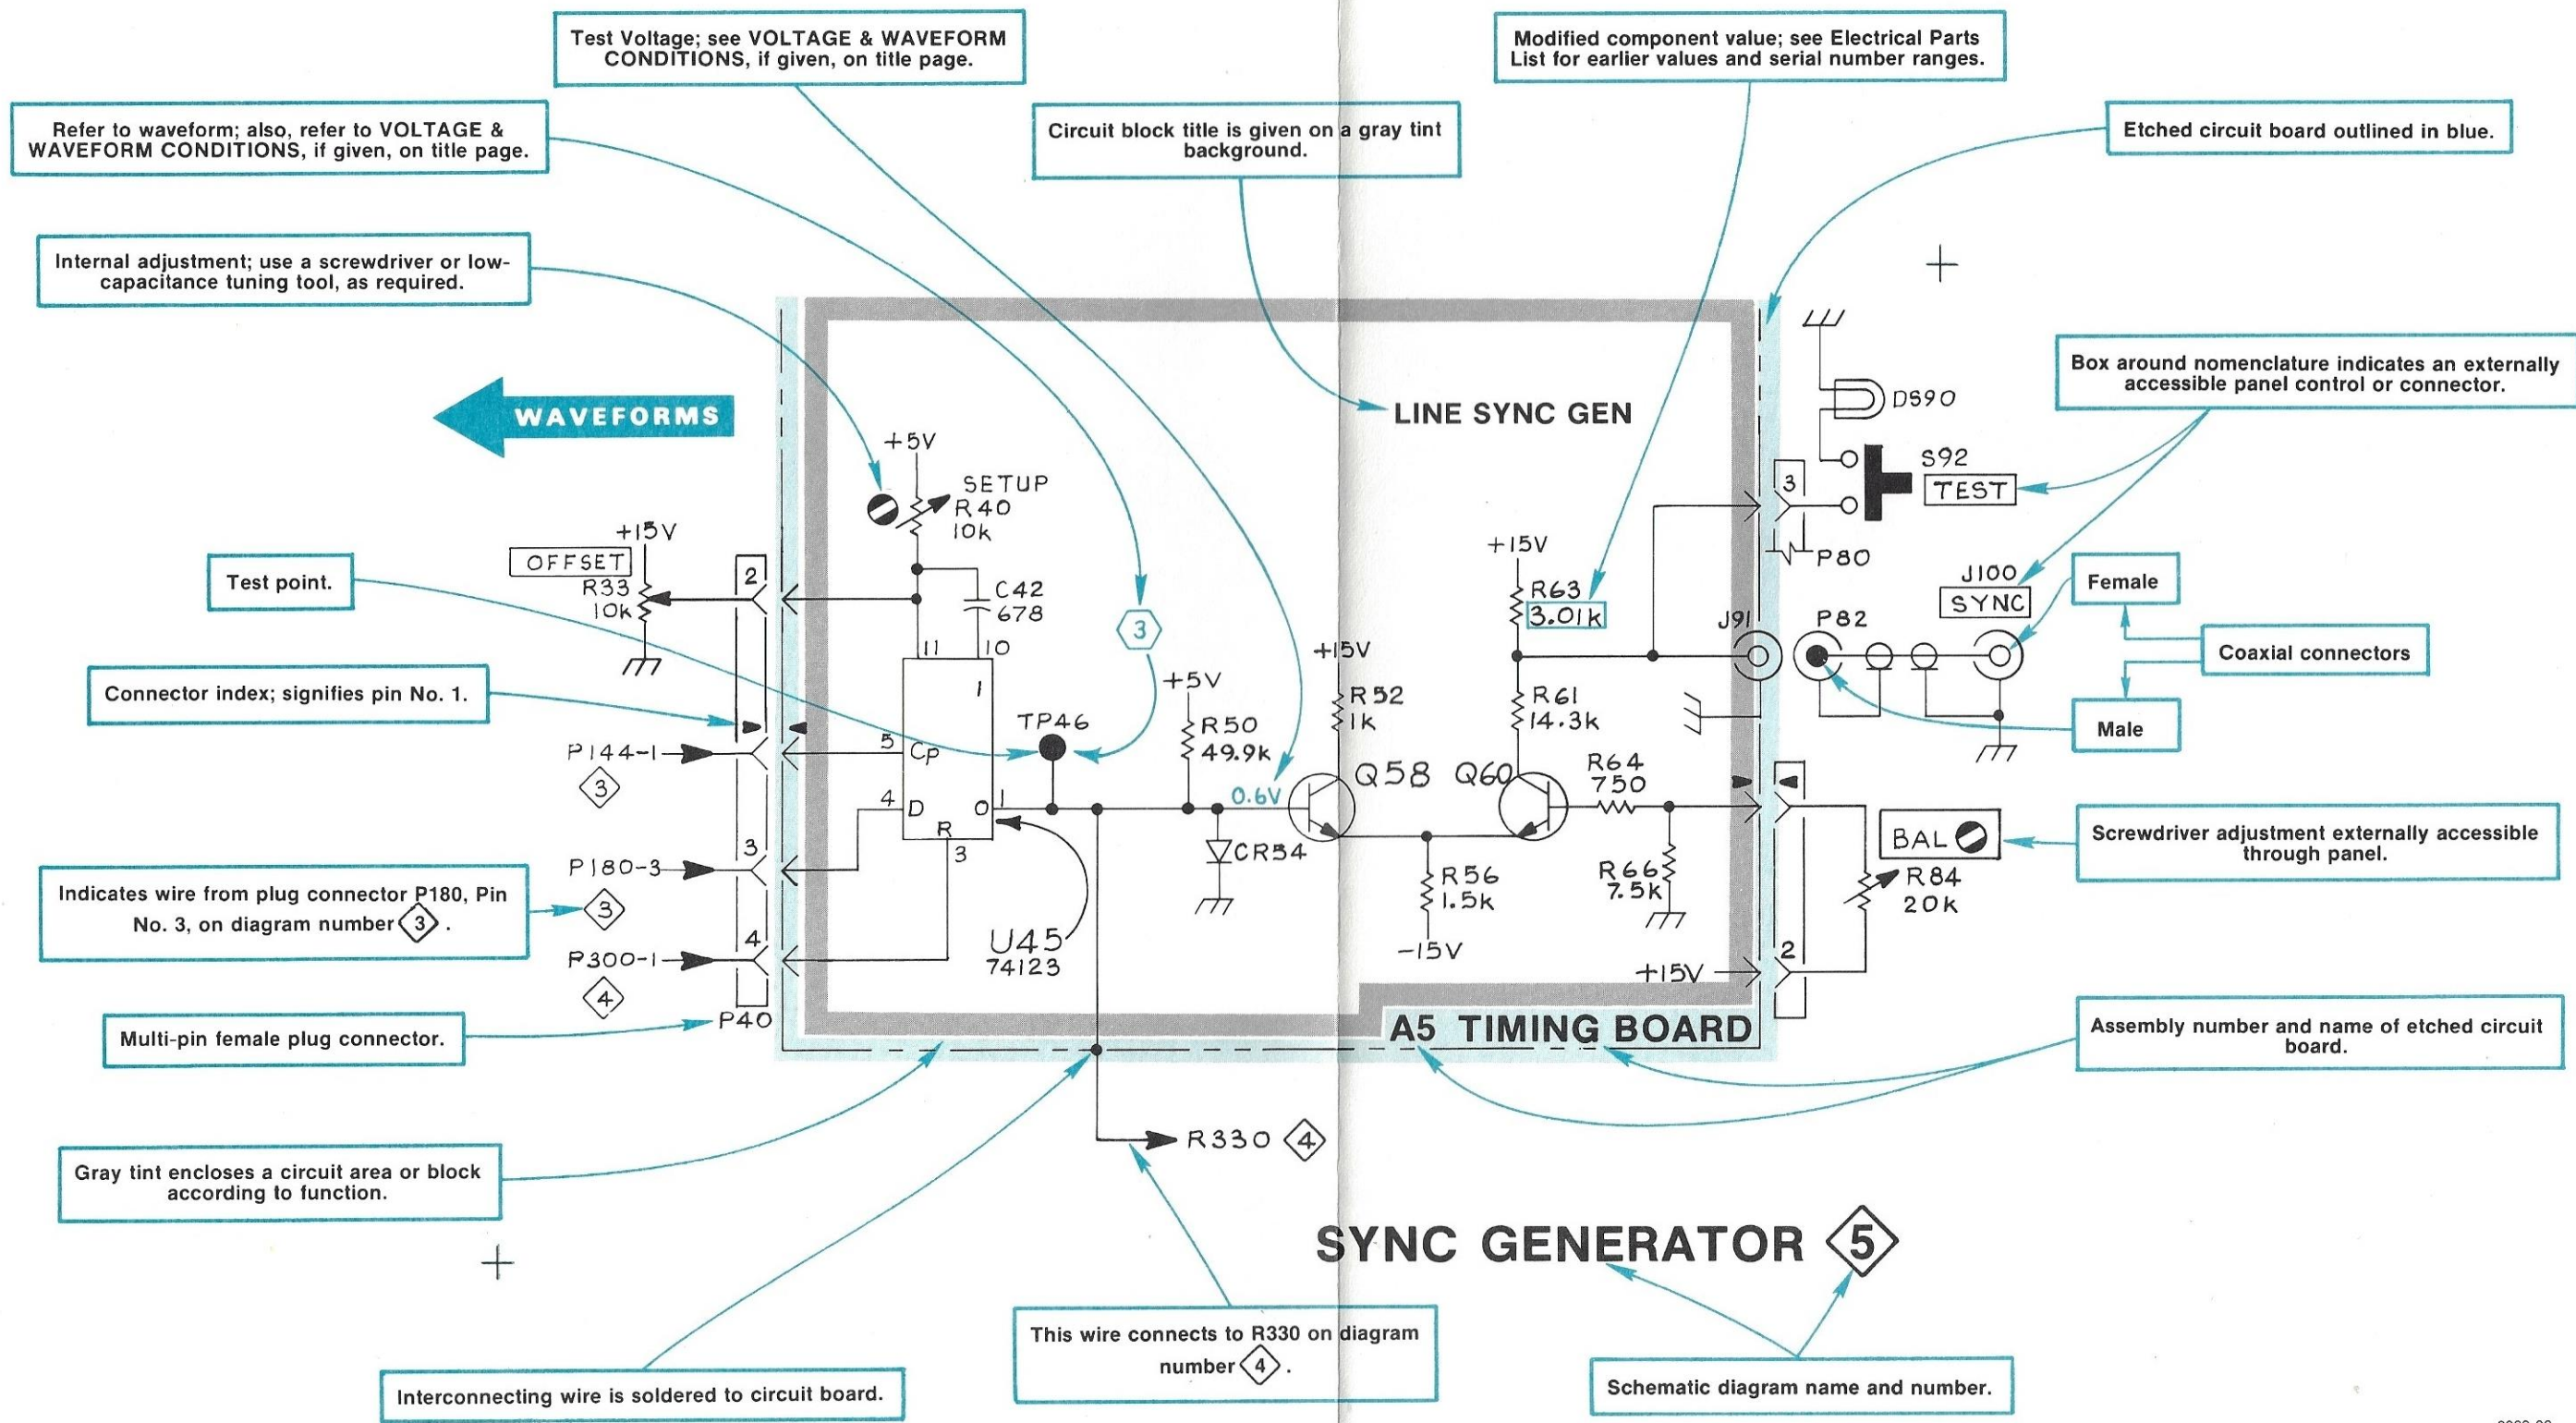 Test Voltage; see VOLTAGE & WAVEFORM
CONDITIONS, if given, on title page.
Modified component value; see Electrical Parts
List for earlier values and serial number ranges.
Refer to waveform; also, refer to VOLTAGE &
WAVEFORM CONDITIONS, if given, on title page.
Circuit block title is given on a gray tint
background.
Etched circuit board outlined in blue.
Internal adjustment; use a screwdriver or low-
capacitance tuning tool, as required.
Box around nomenclature indicates an externally
accessible panel control or connector.
WAVEFORMS
LINE SYNC GEN
DS90
+5V
SETUP
R40
10k
S92
TEST
3
P80
+15V
OFFSET
R33
10k
2
C42
678
11
10
Test point.
3
+15V
R63
3.01k
J100
SYNC
Female
J91
P82
Coaxial connectors
Male
Connector index; signifies pin No. 1.
1
TP46
+5V
R50
49.9k
+15V
R52
1K
R61
14.3k
P144-1
3
5
Cp
4
D
O
1
R
3
0.6V
Q58
Q60
R64
750
BAL
Screwdriver adjustment externally accessible
through panel.
P180-3
3
3
CR54
R56
1.5k
-15V
R66
7.5k
R84
20k
Indicates wire from plug connector P180, Pin
No. 3, on diagram number 3 .
P300-1
4
4
U45
74123
+15V
2
Multi-pin female plug connector.
P40
A5 TIMING BOARD
Assembly number and name of etched circuit
board.
R330 4
Gray tint encloses a circuit area or block
according to function.
SYNC GENERATOR 5
This wire connects to R330 on diagram
number 4 .
Interconnecting wire is soldered to circuit board.
Schematic diagram name and number.